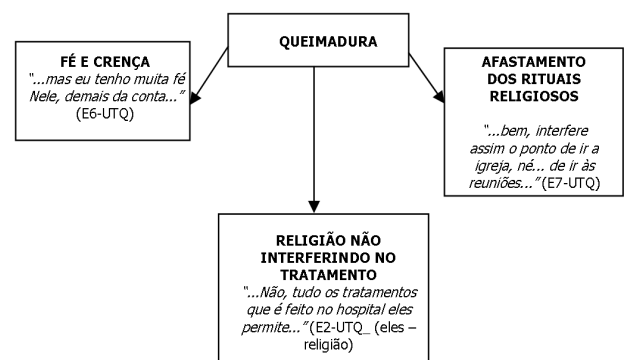 QUEIMADURA
FÉ E CRENÇA
“...mas eu tenho muita fé
Nele, demais da conta...”
(E6-UTQ)
AFASTAMENTO
DOS RITUAIS
RELIGIOSOS
“...bem, interfere
assim o ponto de ir a
igreja, né... de ir às
reuniões...” (E7-UTQ)
RELIGIÃO NÃO
INTERFERINDO NO
TRATAMENTO
“...Não, tudo os tratamentos
que é feito no hospital eles
permite...” (E2-UTQ_ (eles –
religião)